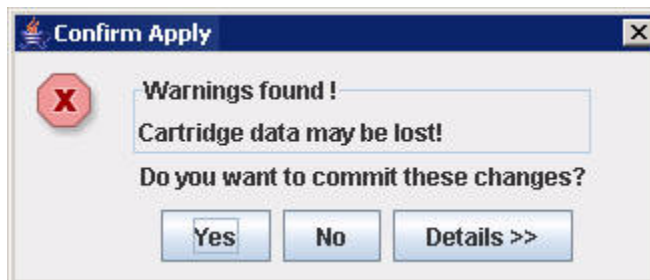 Confirm Apply
Warnings found !
Cartridge data may be lost!
Do you want to commit these changes?
Yes No Details >>